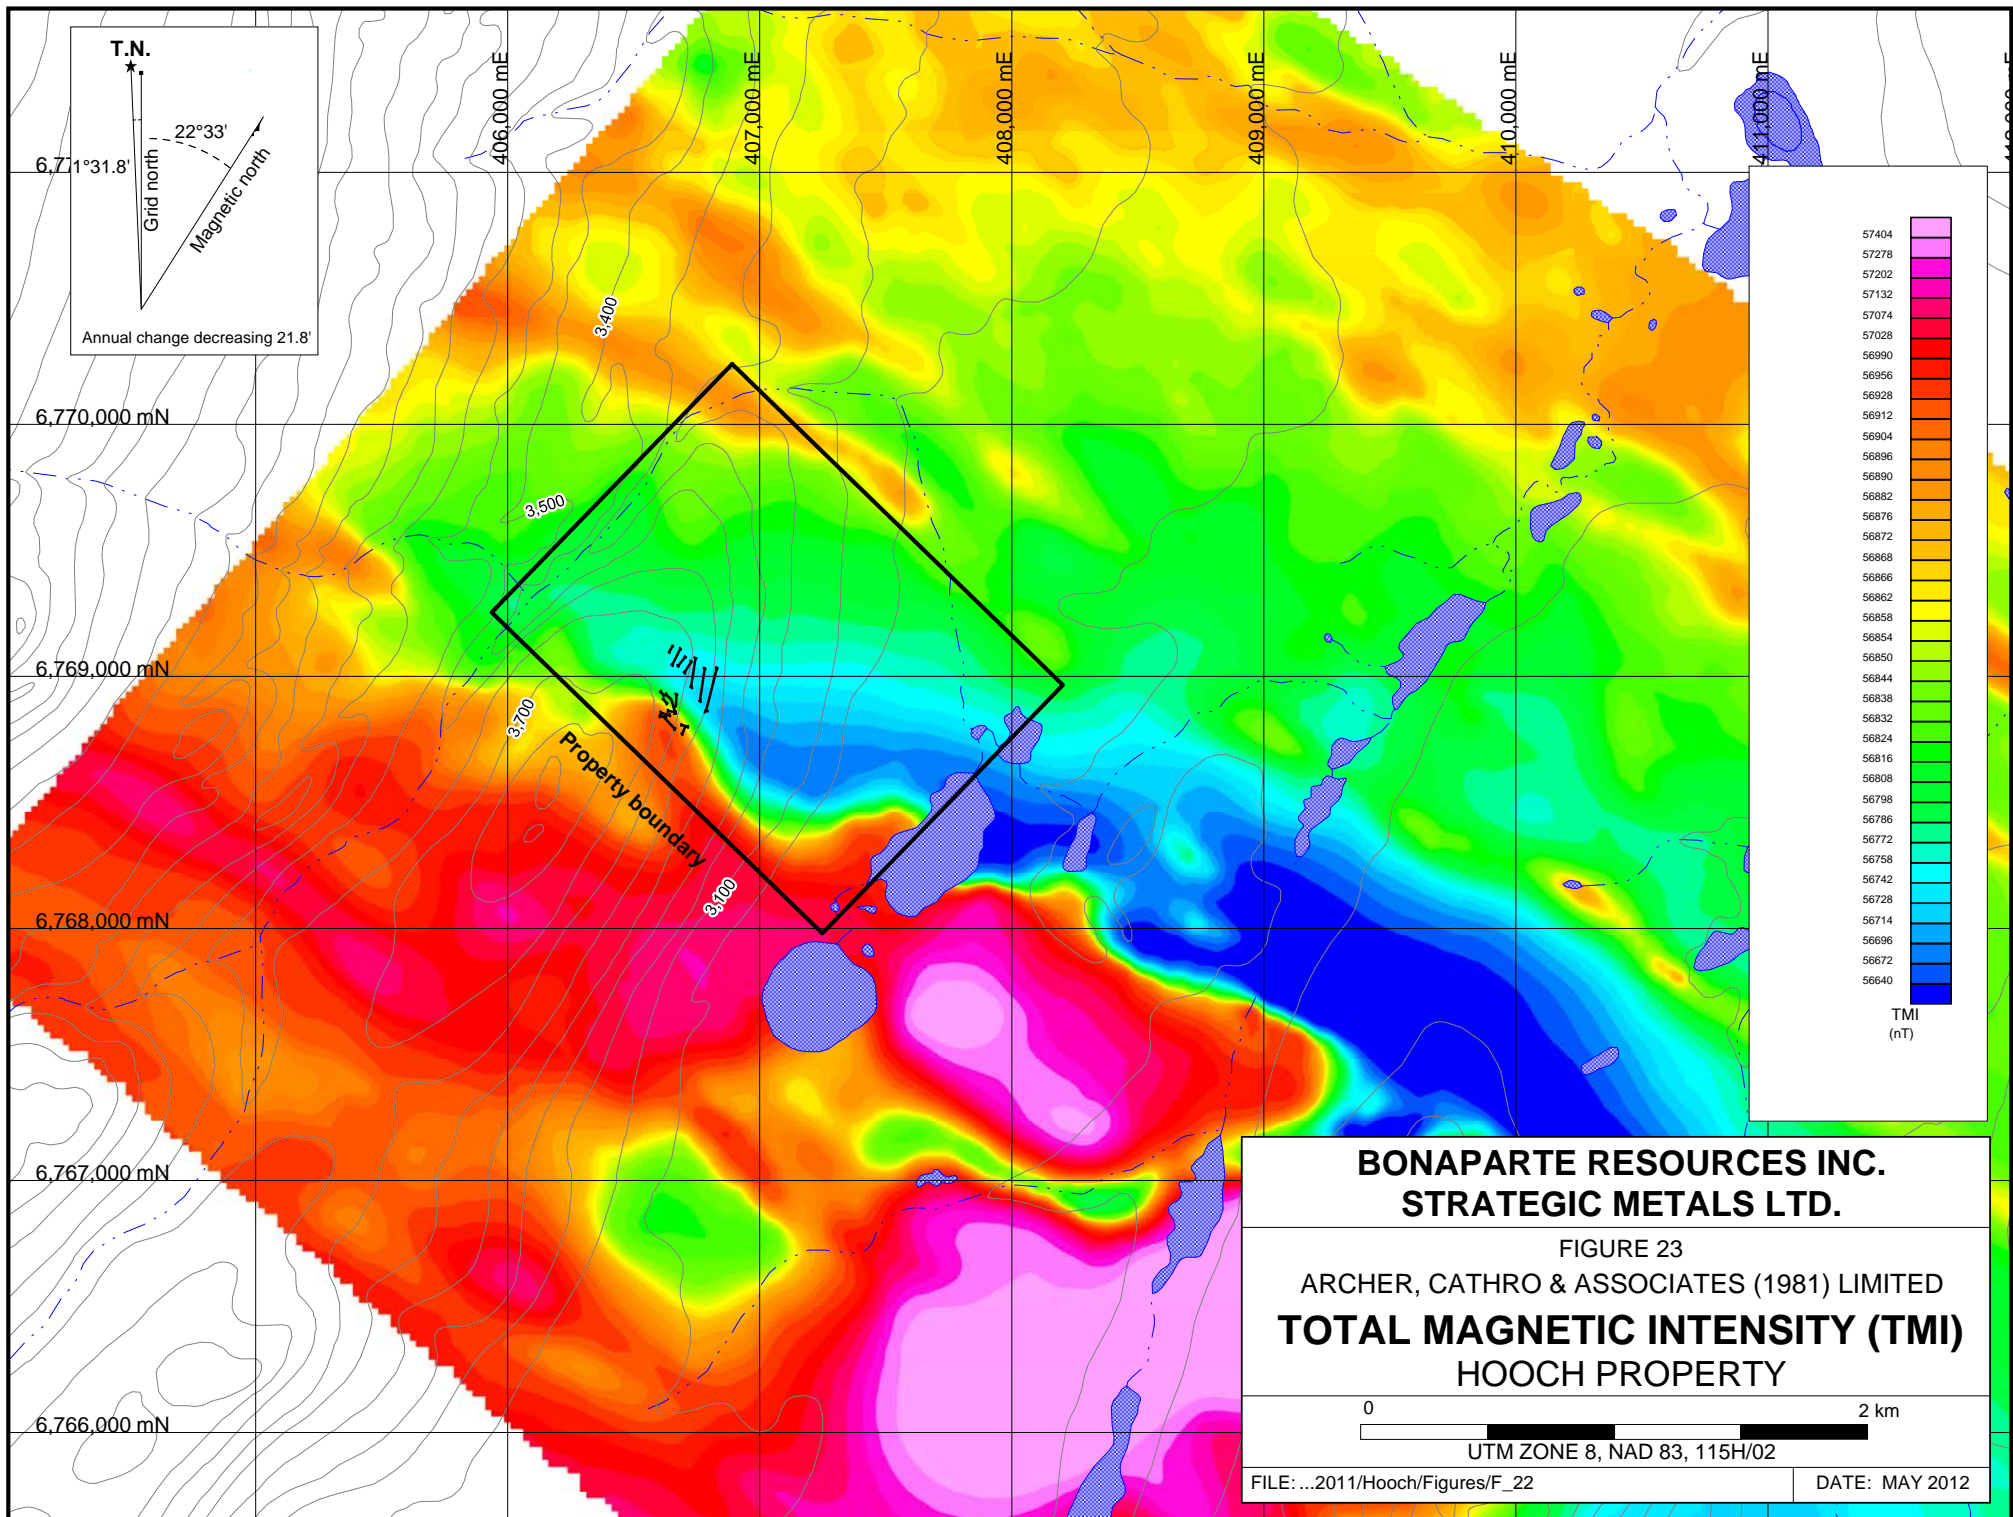 T.N.
22°33'
1°31.8'
Grid north
Magnetic north
Annual change decreasing 21.8'
406,000 mE
407,000 mE
408,000 mE
409,000 mE
410,000 mE
411,000 mE
6,77
6,770,000 mN
6,769,000 mN
6,768,000 mN
6,767,000 mN
6,766,000 mN
3,400
3,500
3,700
3,100
Property boundary
57404
57278
57202
57132
57074
57028
56990
56956
56928
56912
56904
56896
56890
56882
56876
56872
56868
56866
56862
56858
56854
56850
56844
56838
56832
56824
56816
56808
56798
56786
56772
56758
56742
56728
56714
56696
56672
56640
TMI
(nT)
BONAPARTE RESOURCES INC.
STRATEGIC METALS LTD.
FIGURE 23
ARCHER, CATHRO & ASSOCIATES (1981) LIMITED
TOTAL MAGNETIC INTENSITY (TMI)
HOOCH PROPERTY
0 2 km
UTM ZONE 8, NAD 83, 115H/02
FILE: ...2011/Hooch/Figures/F_22
DATE: MAY 2012